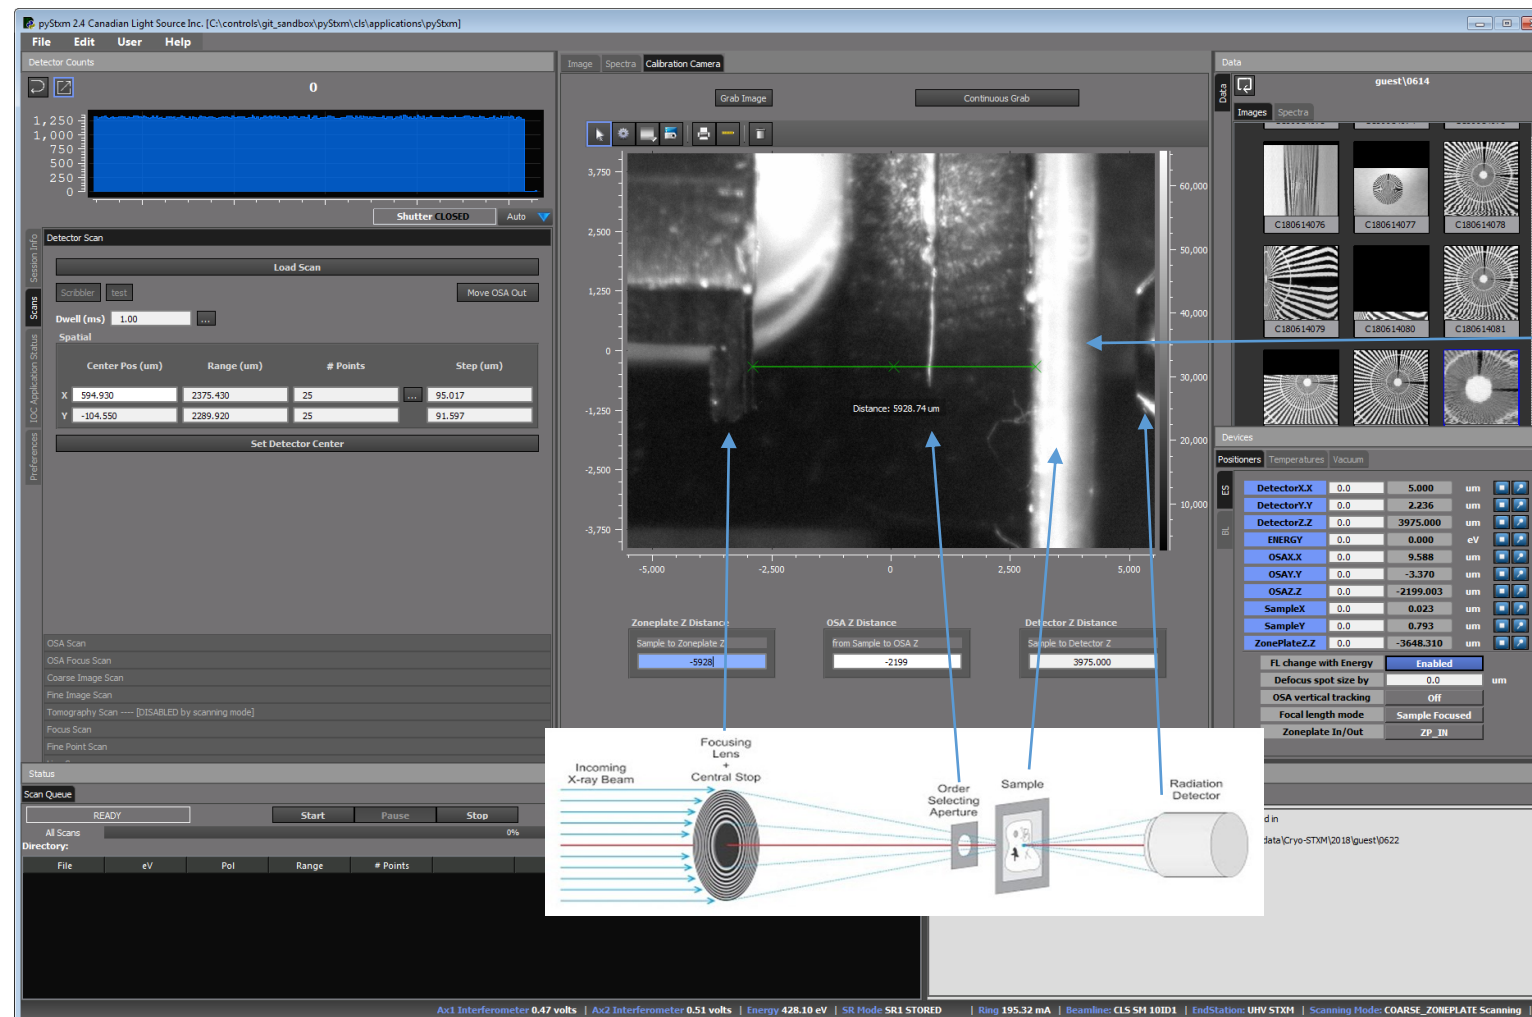 pyStxm 2.4 Canadian Light Source Inc. [C:\controls\git_sandbox\pyStxm\cls\applications\pyStxm]
File Edit User Help
Detector Counts
0
1,250
1,000
750
500
250
0
Shutter CLOSED Auto
Session Info
Scans
IOC Application Status
Preferences
Detector Scan
Load Scan
Scribbler test Move OSA Out
Dwell (ms) 1.00 ...
Spatial
Center Pos (um) Range (um) # Points Step (um)
X 594.930 2375.430 25 ... 95.017
Y -104.550 2289.920 25 91.597
Set Detector Center
OSA Scan
OSA Focus Scan
Coarse Image Scan
Fine Image Scan
Tomography Scan ---- [DISABLED by scanning mode]
Focus Scan
Fine Point Scan
Image Spectra Calibration Camera
Grab Image Continuous Grab
3,750
2,500
1,250
0
-1,250
-2,500
-3,750
-5,000 -2,500 0 2,500 5,000
60,000
50,000
40,000
30,000
20,000
10,000
Distance: 5928.74 um
Zoneplate Z Distance OSA Z Distance Detector Z Distance
Sample to Zoneplate Z from Sample to OSA Z Sample to Detector Z
-5928 -2199 3975.000
Data
Data
guest\0614
Images Spectra
C180614076 C180614077 C180614078
C180614079 C180614080 C180614081
Devices
Positioners Temperatures Vacuum
ES
BL
DetectorX.X 0.0 5.000 um
DetectorY.Y 0.0 2.236 um
DetectorZ.Z 0.0 3975.000 um
ENERGY 0.0 0.000 eV
OSAX.X 0.0 9.588 um
OSAY.Y 0.0 -3.370 um
OSAZ.Z 0.0 -2199.003 um
SampleX 0.0 0.023 um
SampleY 0.0 0.793 um
ZonePlateZ.Z 0.0 -3648.310 um
FL change with Energy Enabled
Defocus spot size by 0.0 um
OSA vertical tracking Off
Focal length mode Sample Focused
Zoneplate In/Out ZP_IN
Status
Scan Queue
READY Start Pause Stop
All Scans 0%
Directory:
File eV Pol Range # Points
Incoming
X-ray Beam
Focusing
Lens
+
Central Stop
Order
Selecting
Aperture
Sample
Radiation
Detector
d in
data\Cryo-STXM\2018\guest\0622
Ax1 Interferometer 0.47 volts | Ax2 Interferometer 0.51 volts | Energy 428.10 eV | SR Mode SR1 STORED | Ring 195.32 mA | Beamline: CLS SM 10ID1 | EndStation: UHV STXM | Scanning Mode: COARSE_ZONEPLATE Scanning |